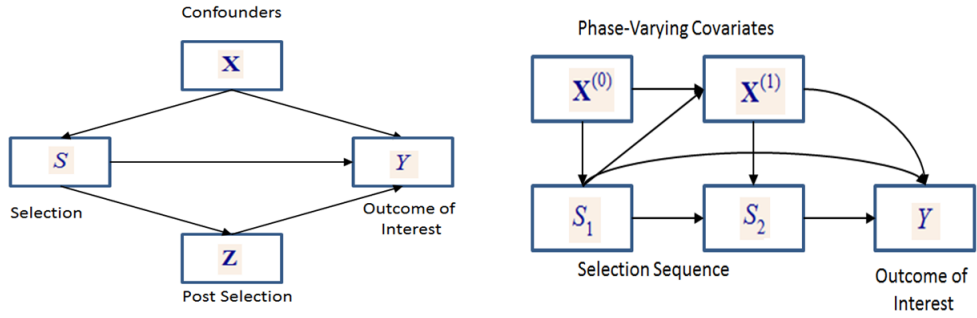 Confounders
X
S
Y
Selection
Outcome of
Interest
Z
Post Selection
Phase-Varying Covariates
X(0)
X(1)
S1
S2
Y
Selection Sequence
Outcome of
Interest